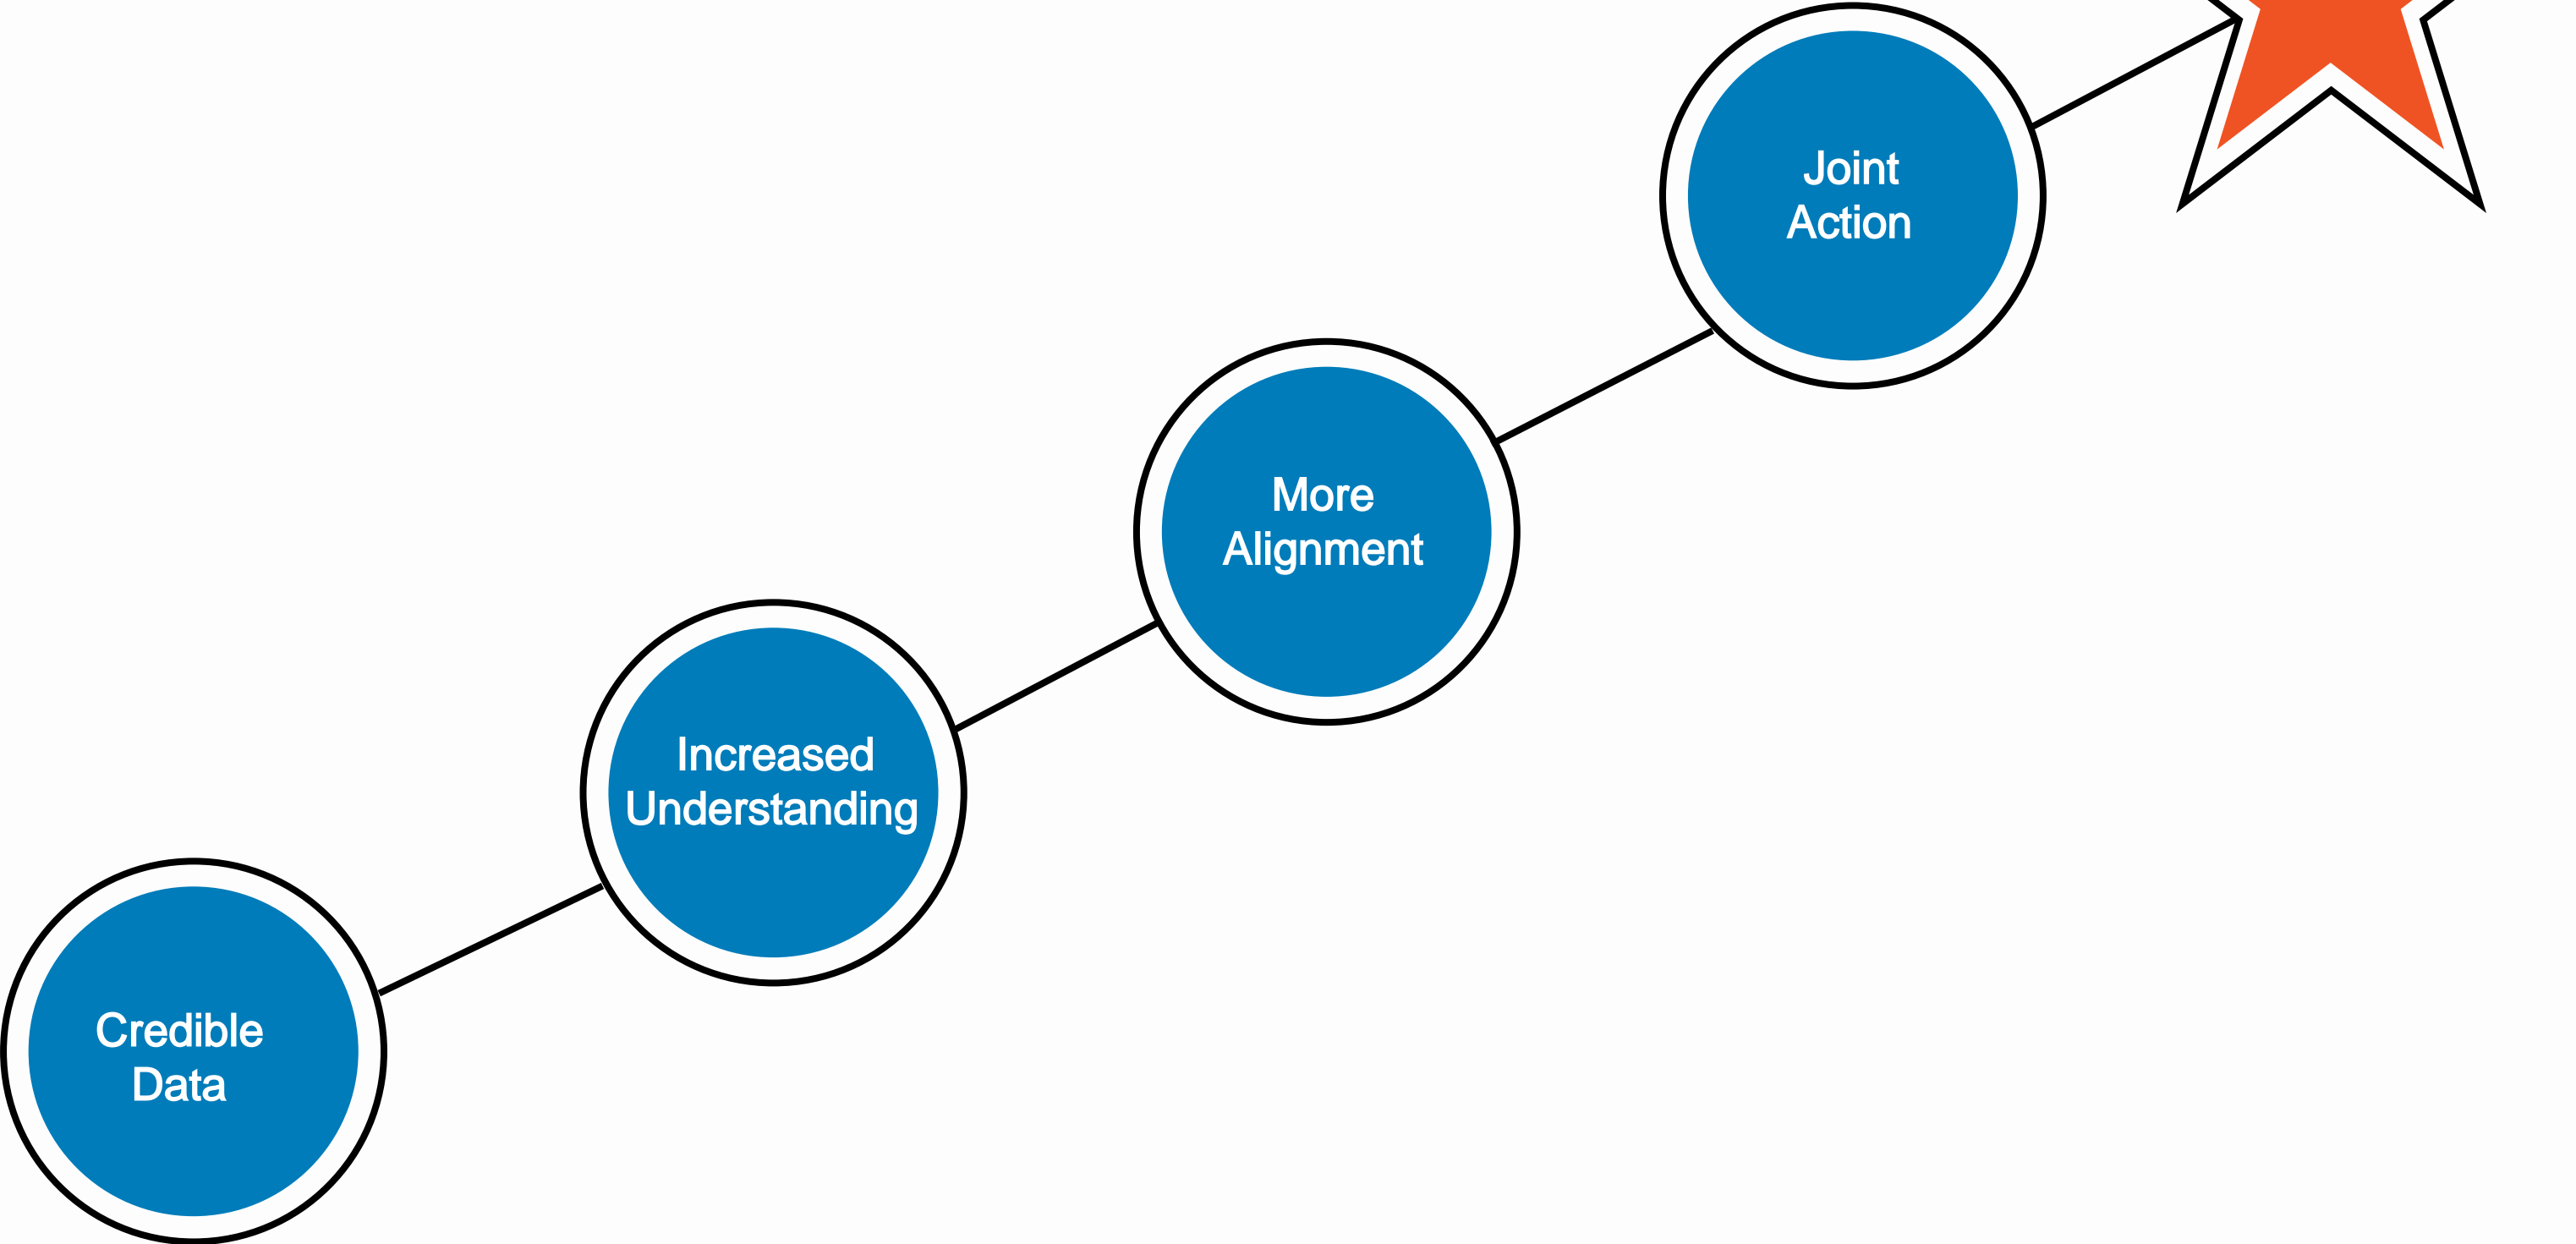 Joint
Action
More
Alignment
Increased
Understanding
Credible
Data